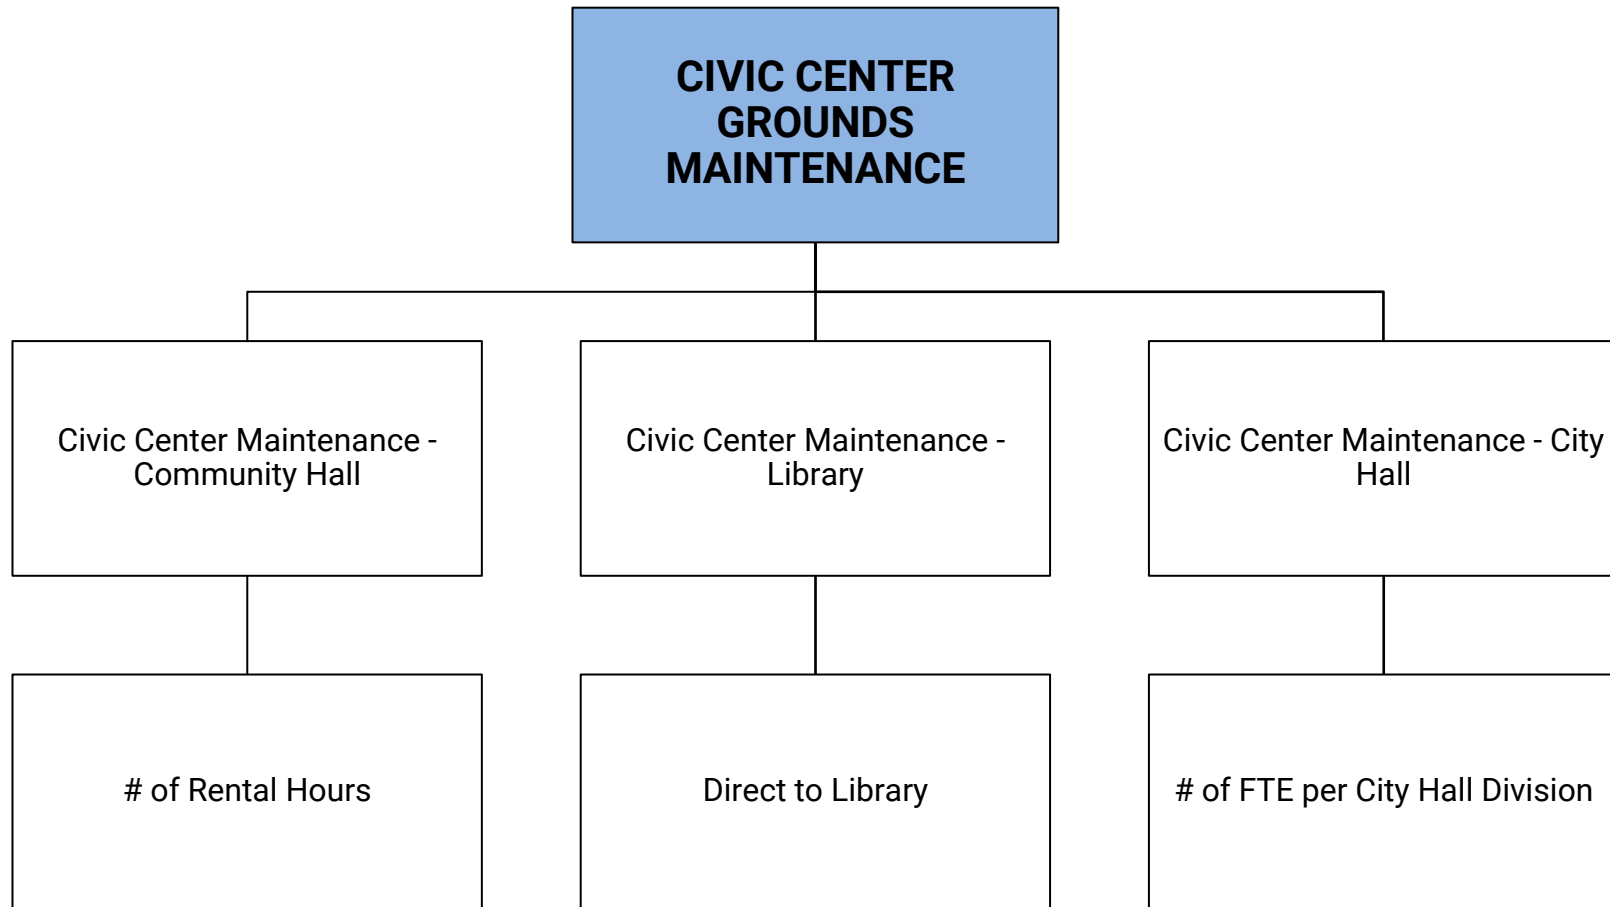 CIVIC CENTER
GROUNDS
MAINTENANCE
Civic Center Maintenance -
Community Hall
Civic Center Maintenance -
Library
Civic Center Maintenance - City
Hall
# of Rental Hours
Direct to Library
# of FTE per City Hall Division